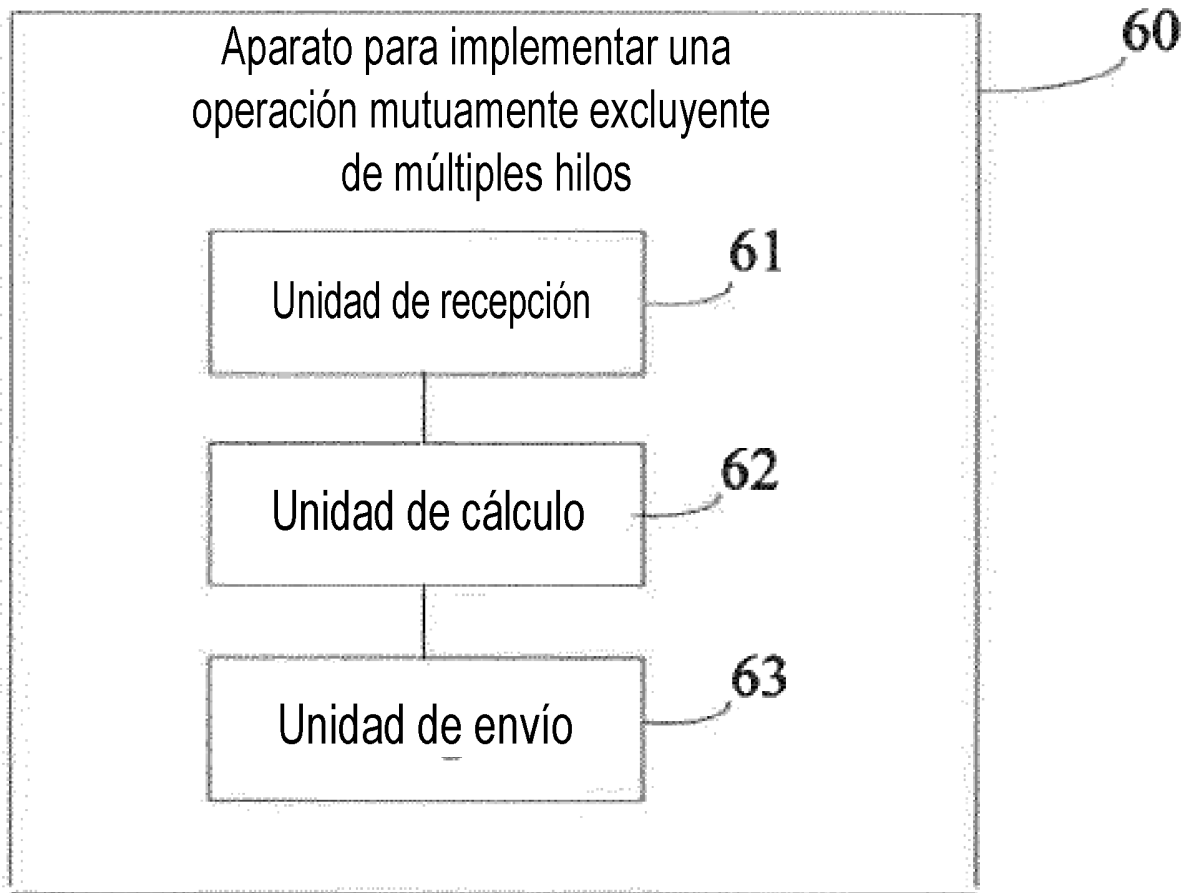 60
Aparato para implementar una
operación mutuamente excluyente
de múltiples hilos
61
Unidad de recepción
62
Unidad de cálculo
63
Unidad de envío